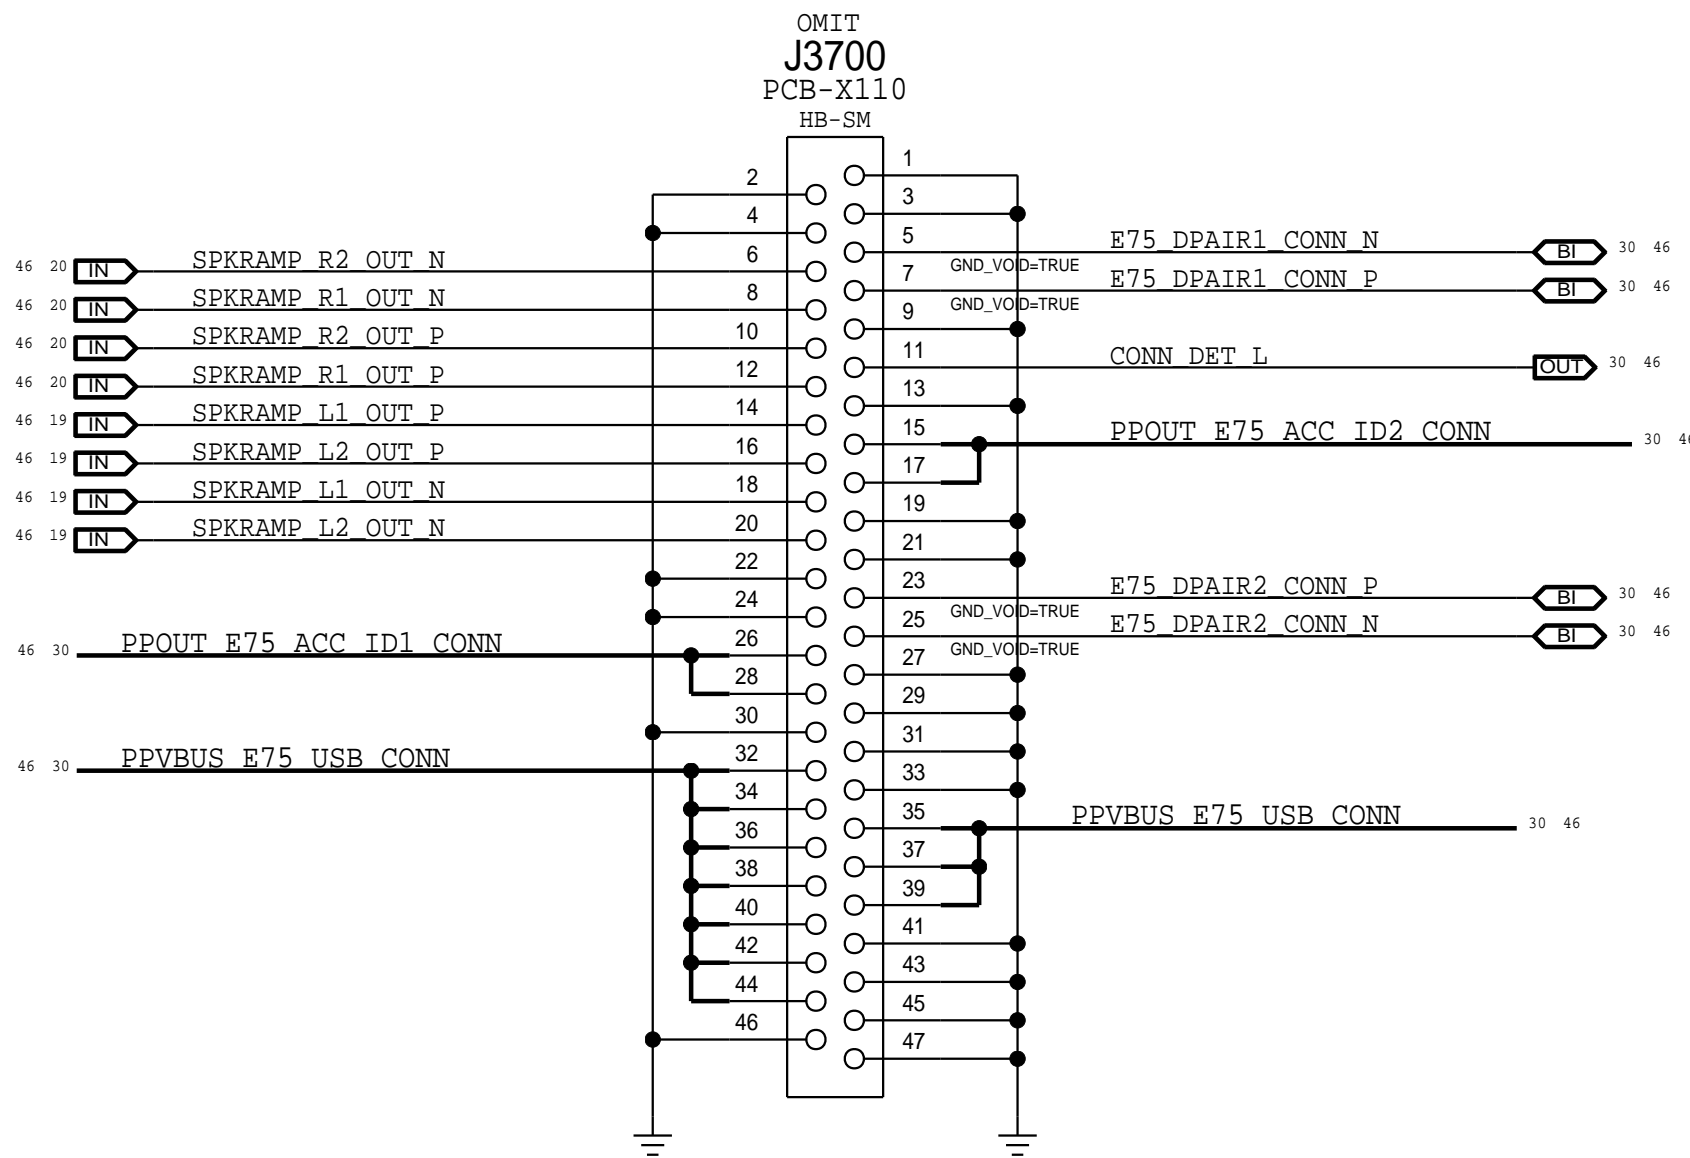 OMIT
J3700
PCB-X110
HB-SM
1
2
3
4
5 E75_DPAIR1_CONN_N BI 30 46
46 20 IN SPKRAMP_R2_OUT_N 6
GND_VOID=TRUE
7 E75_DPAIR1_CONN_P BI 30 46
46 20 IN SPKRAMP_R1_OUT_N 8
GND_VOID=TRUE
9
46 20 IN SPKRAMP_R2_OUT_P 10
11 CONN_DET_L OUT 30 46
46 20 IN SPKRAMP_R1_OUT_P 12
13
46 19 IN SPKRAMP_L1_OUT_P 14
15 PPOUT_E75_ACC_ID2_CONN 30 46
46 19 IN SPKRAMP_L2_OUT_P 16
17
46 19 IN SPKRAMP_L1_OUT_N 18
19
46 19 IN SPKRAMP_L2_OUT_N 20
21
22
23 E75_DPAIR2_CONN_P BI 30 46
24
GND_VOID=TRUE
25 E75_DPAIR2_CONN_N BI 30 46
46 30 PPOUT_E75_ACC_ID1_CONN 26
GND_VOID=TRUE
27
28
29
30
31
46 30 PPVBUS_E75_USB_CONN 32
33
34
35 PPVBUS_E75_USB_CONN 30 46
36
37
38
39
40
41
42
43
44
45
46
47